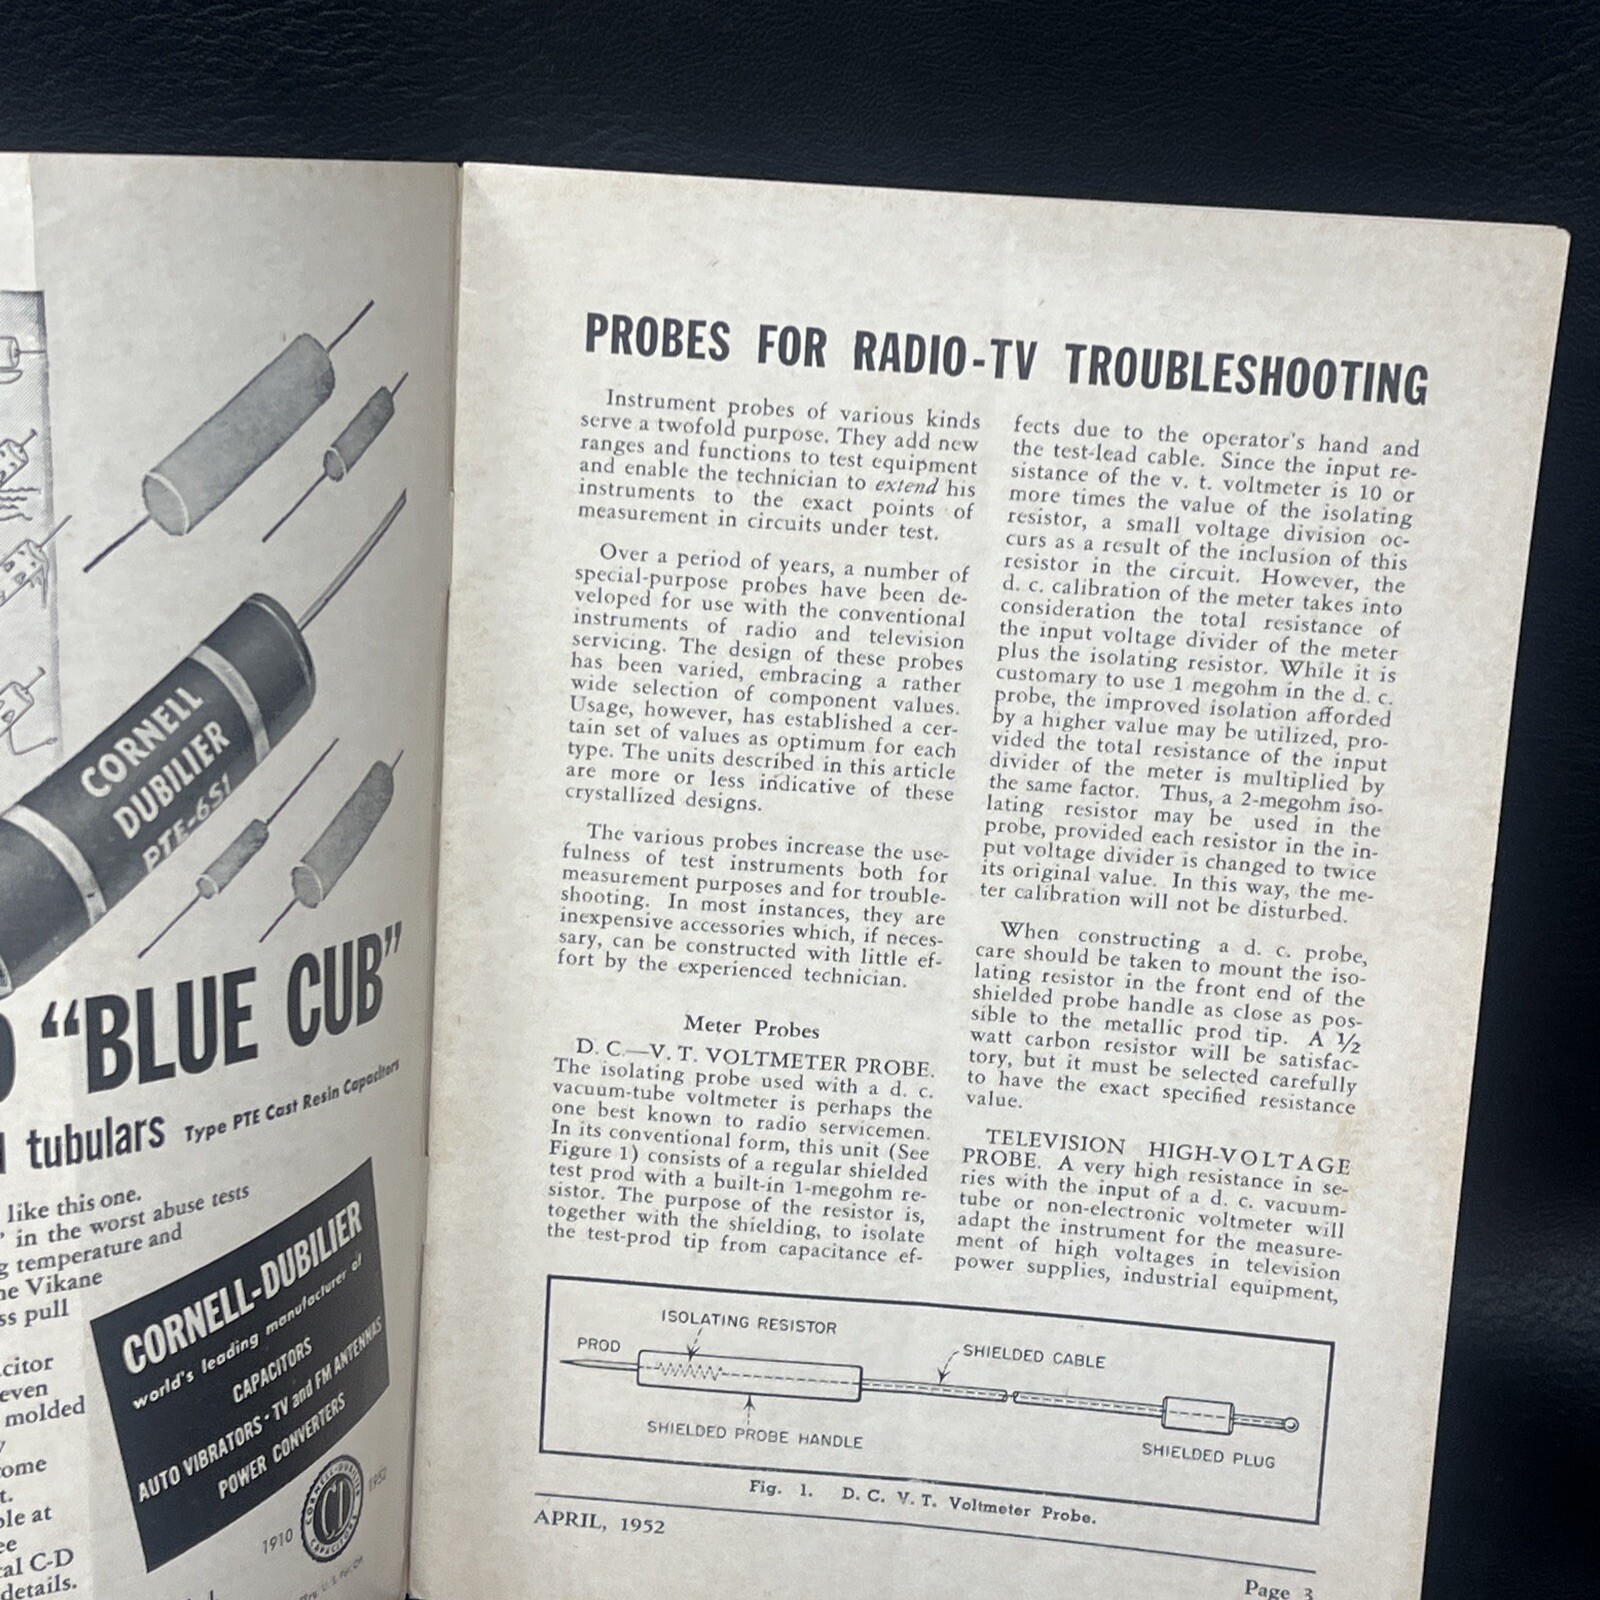 CORNELL
DUBILIER
PTE-6S1
"BLUE CUB"
tubulars Type PTE Cast Resin Capacitors
like this one.
in the worst abuse tests
temperature and
Vikane
pull
even
molded
at
C-D
details.
CORNELL-DUBILIER
world's leading manufacturer of
CAPACITORS
AUTO VIBRATORS • TV and FM ANTENNAS
POWER CONVERTERS
CORNELL-DUBILIER
CD
CAPACITORS
1910
1952
PROBES FOR RADIO-TV TROUBLESHOOTING
Instrument probes of various kinds
serve a twofold purpose. They add new
ranges and functions to test equipment
and enable the technician to extend his
instruments to the exact points of
measurement in circuits under test.
Over a period of years, a number of
special-purpose probes have been de-
veloped for use with the conventional
instruments of radio and television
servicing. The design of these probes
has been varied, embracing a rather
wide selection of component values.
Usage, however, has established a cer-
tain set of values as optimum for each
type. The units described in this article
are more or less indicative of these
crystallized designs.
The various probes increase the use-
fulness of test instruments both for
measurement purposes and for trouble-
shooting. In most instances, they are
inexpensive accessories which, if neces-
sary, can be constructed with little ef-
fort by the experienced technician.
Meter Probes
D. C.—V. T. VOLTMETER PROBE.
The isolating probe used with a d. c.
vacuum-tube voltmeter is perhaps the
one best known to radio servicemen.
In its conventional form, this unit (See
Figure 1) consists of a regular shielded
test prod with a built-in 1-megohm re-
sistor. The purpose of the resistor is,
together with the shielding, to isolate
the test-prod tip from capacitance ef-
fects due to the operator's hand and
the test-lead cable. Since the input re-
sistance of the v. t. voltmeter is 10 or
more times the value of the isolating
resistor, a small voltage division oc-
curs as a result of the inclusion of this
resistor in the circuit. However, the
d. c. calibration of the meter takes into
consideration the total resistance of
the input voltage divider of the meter
plus the isolating resistor. While it is
customary to use 1 megohm in the d. c.
probe, the improved isolation afforded
by a higher value may be utilized, pro-
vided the total resistance of the input
divider of the meter is multiplied by
the same factor. Thus, a 2-megohm iso-
lating resistor may be used in the
probe, provided each resistor in the in-
put voltage divider is changed to twice
its original value. In this way, the me-
ter calibration will not be disturbed.
When constructing a d. c. probe,
care should be taken to mount the iso-
lating resistor in the front end of the
shielded probe handle as close as pos-
sible to the metallic prod tip. A ½
watt carbon resistor will be satisfac-
tory, but it must be selected carefully
to have the exact specified resistance
value.
TELEVISION HIGH-VOLTAGE
PROBE. A very high resistance in se-
ries with the input of a d. c. vacuum-
tube or non-electronic voltmeter will
adapt the instrument for the measure-
ment of high voltages in television
power supplies, industrial equipment,
ISOLATING RESISTOR
PROD
SHIELDED CABLE
SHIELDED PROBE HANDLE
SHIELDED PLUG
Fig. 1. D. C. V. T. Voltmeter Probe.
APRIL, 1952
Page 3